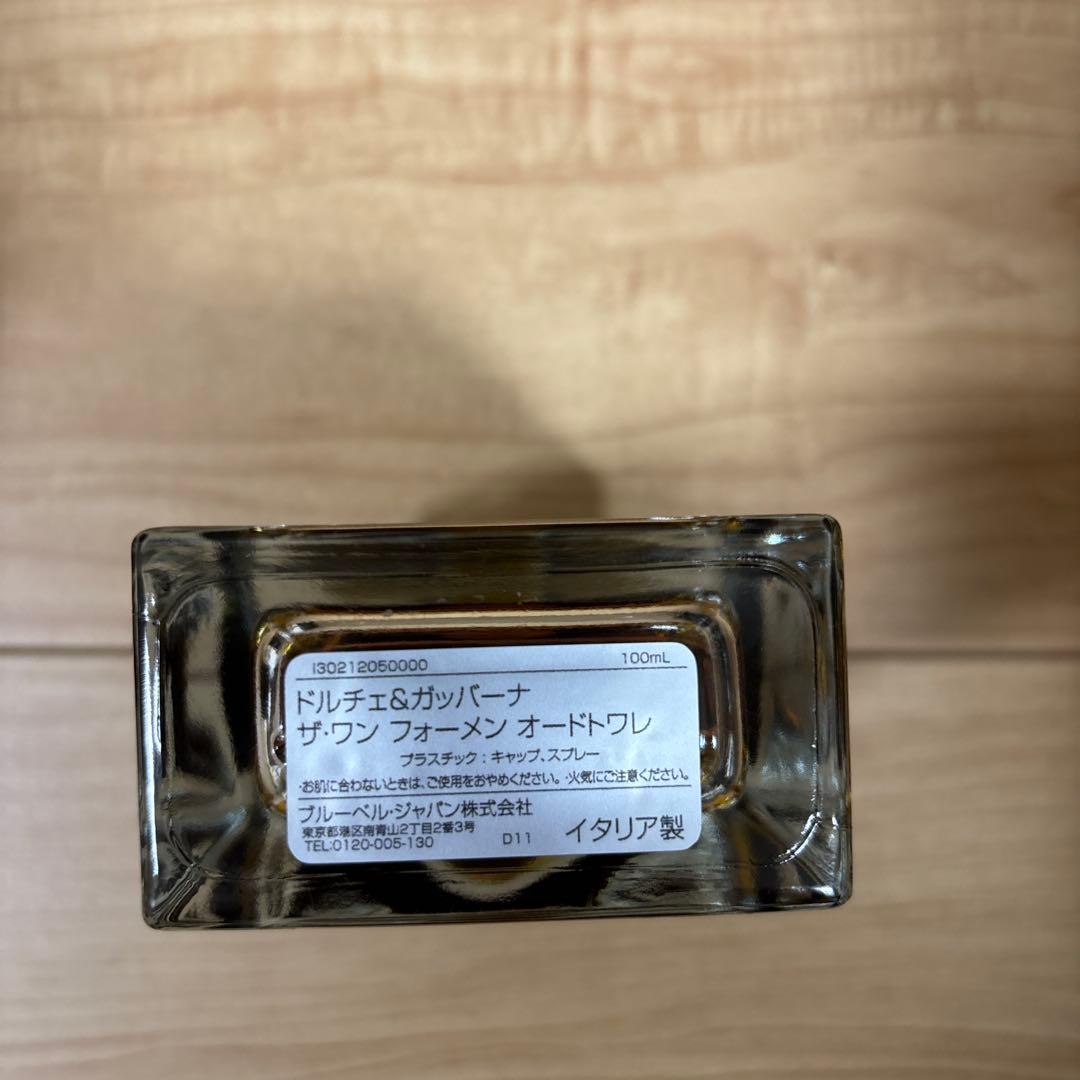 I30212050000 100mL
ドルチェ&ガッバーナ
ザ・ワン フォーメン オードトワレ
プラスチック：キャップ、スプレー
・お肌に合わないときは、ご使用をおやめください。・火気にご注意ください。
ブルーベル・ジャパン株式会社
東京都港区南青山2丁目2番3号
TEL:0120-005-130 D11 イタリア製